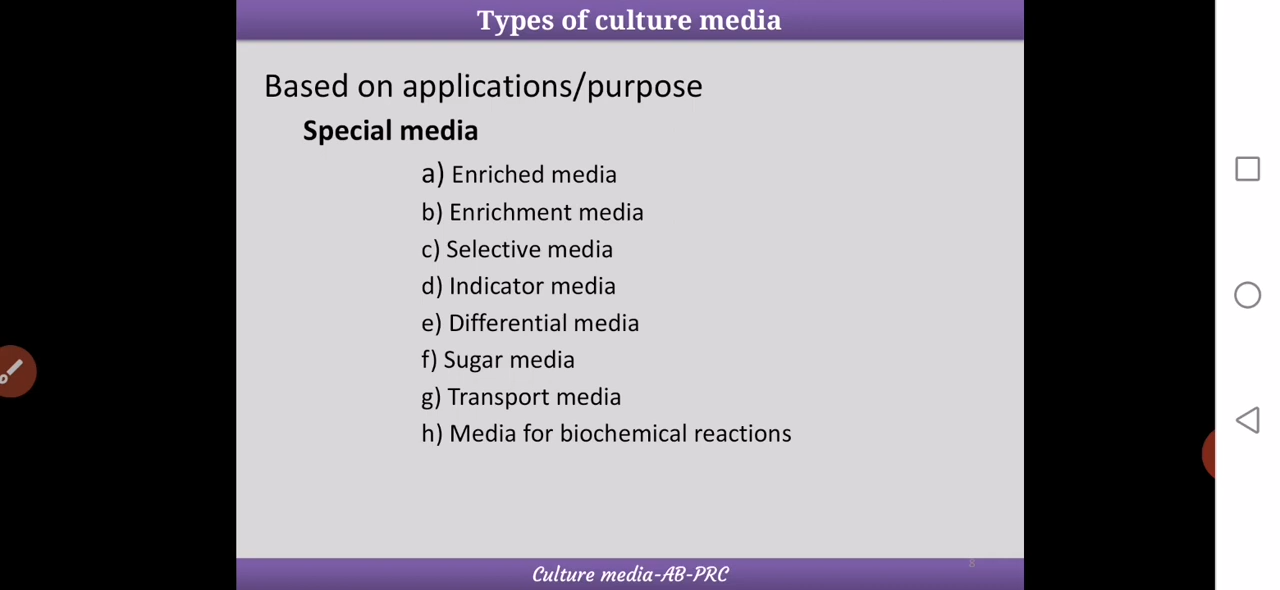 Types of culture media
Based on applications/purpose
Special media
a) Enriched media
b) Enrichment media
c) Selective media
d) Indicator media
e) Differential media
f) Sugar media
g) Transport media
h) Media for biochemical reactions
8
Culture media-AB-PRC